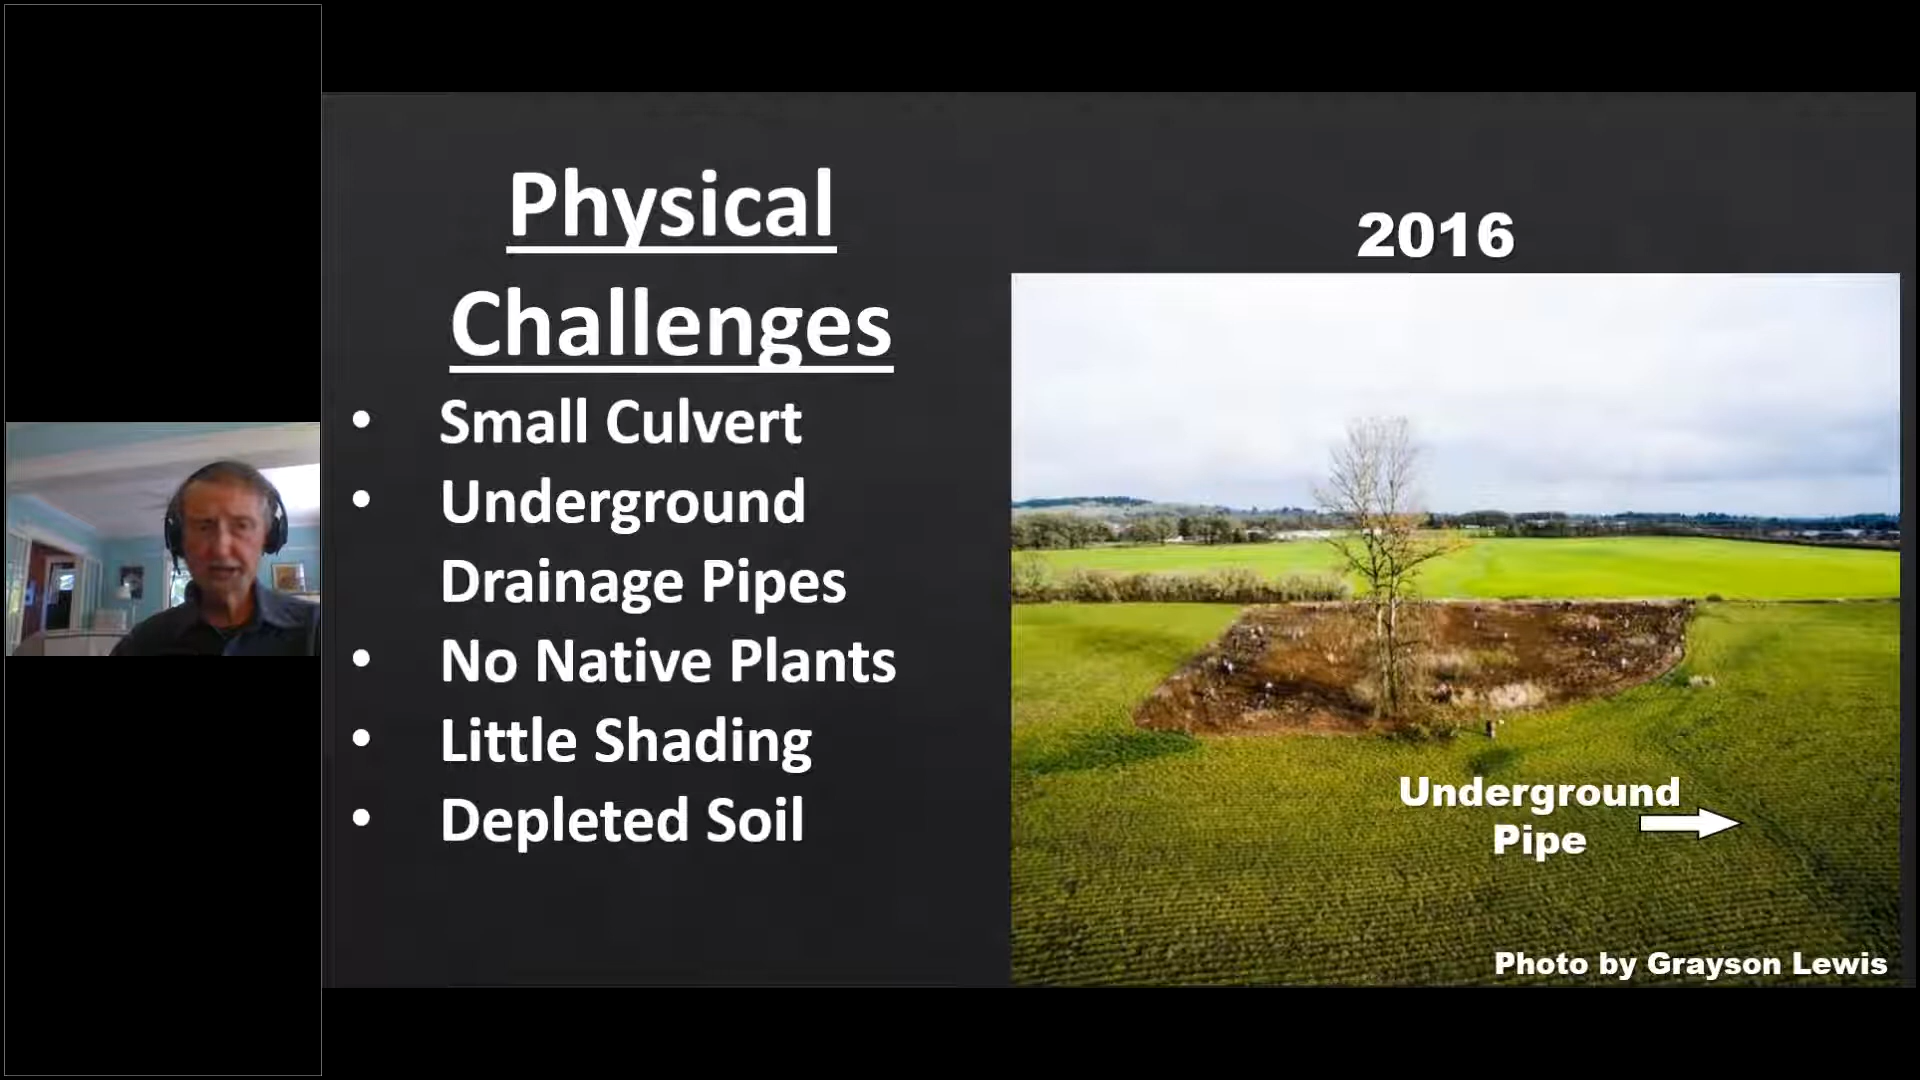 Physical
Challenges
• Small Culvert
• Underground
Drainage Pipes
• No Native Plants
• Little Shading
• Depleted Soil
2016
Underground
Pipe
Photo by Grayson Lewis